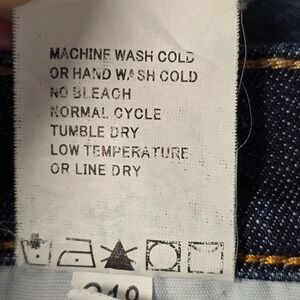 MACHINE WASH COLD
OR HAND WASH COLD
NO BLEACH
NORMAL CYCLE
TUMBLE DRY
LOW TEMPERATURE
OR LINE DRY